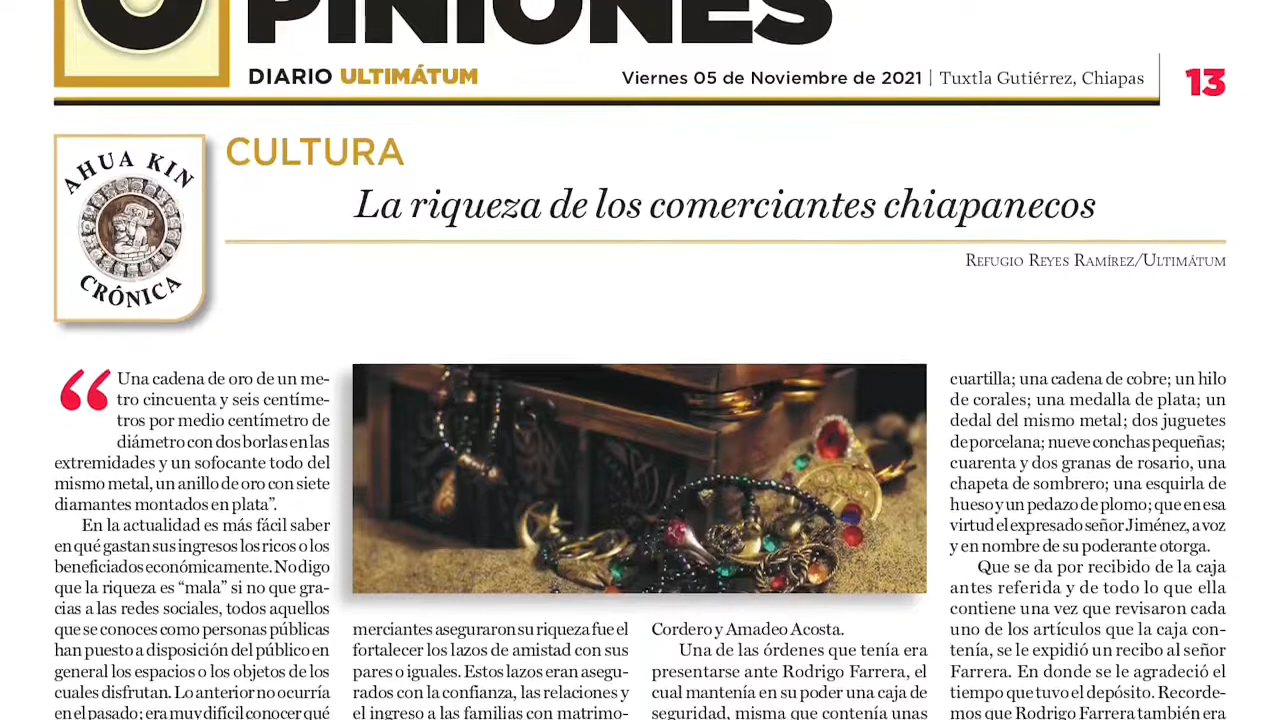 OPINIONES
DIARIO ULTIMÁTUM
Viernes 05 de Noviembre de 2021 | Tuxtla Gutiérrez, Chiapas
13
AHUA KIN
CRÓNICA
CULTURA
La riqueza de los comerciantes chiapanecos
REFUGIO REYES RAMÍREZ/ULTIMÁTUM
“Una cadena de oro de un me-
tro cincuenta y seis centíme-
tros por medio centímetro de
diámetro con dos borlas en las
extremidades y un sofocante todo del
mismo metal, un anillo de oro con siete
diamantes montados en plata”.
En la actualidad es más fácil saber
en qué gastan sus ingresos los ricos o los
beneficiados económicamente. No digo
que la riqueza es “mala” si no que gra-
cias a las redes sociales, todos aquellos
que se conoces como personas públicas
han puesto a disposición del público en
general los espacios o los objetos de los
cuales disfrutan. Lo anterior no ocurría
en el pasado; era muy difícil conocer qué
merciantes aseguraron su riqueza fue el
fortalecer los lazos de amistad con sus
pares o iguales. Estos lazos eran asegu-
rados con la confianza, las relaciones y
el ingreso a las familias con matrimo-
Cordero y Amadeo Acosta.
Una de las órdenes que tenía era
presentarse ante Rodrigo Farrera, el
cual mantenía en su poder una caja de
seguridad, misma que contenía unas
cuartilla; una cadena de cobre; un hilo
de corales; una medalla de plata; un
dedal del mismo metal; dos juguetes
de porcelana; nueve conchas pequeñas;
cuarenta y dos granas de rosario, una
chapeta de sombrero; una esquirla de
hueso y un pedazo de plomo; que en esa
virtud el expresado señor Jiménez, a voz
y en nombre de su poderante otorga.
Que se da por recibido de la caja
antes referida y de todo lo que ella
contiene una vez que revisaron cada
uno de los artículos que la caja con-
tenía, se le expidió un recibo al señor
Farrera. En donde se le agradeció el
tiempo que tuvo el depósito. Recorde-
mos que Rodrigo Farrera también era